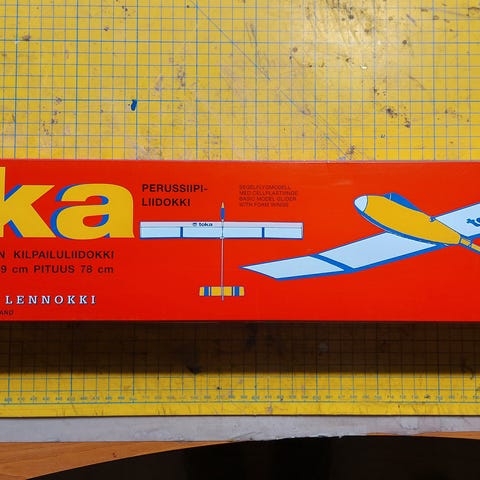 ka
PERUSSIIPI-
LIIDOKKI
SEGELFLYGMODELL
MED CELLPLASTVINGE
BASIC MODEL GLIDER
WITH FOAM WINGS
toka
N KILPAILULIIDOKKI
9 cm PITUUS 78 cm
LENNOKKI
AND